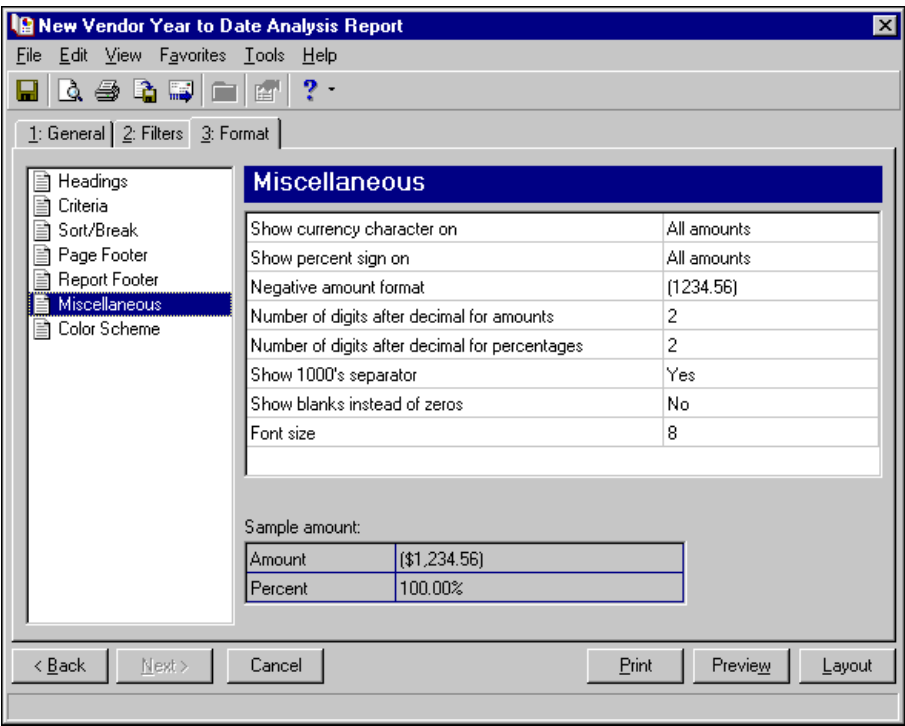 New Vendor Year to Date Analysis Report
File Edit View Favorites Tools Help
1: General 2: Filters 3: Format
Headings
Criteria
Sort/Break
Page Footer
Report Footer
Miscellaneous
Color Scheme
Miscellaneous
Show currency character on All amounts
Show percent sign on All amounts
Negative amount format (1234.56)
Number of digits after decimal for amounts 2
Number of digits after decimal for percentages 2
Show 1000's separator Yes
Show blanks instead of zeros No
Font size 8
Sample amount:
Amount ($1,234.56)
Percent 100.00%
< Back Next > Cancel Print Preview Layout